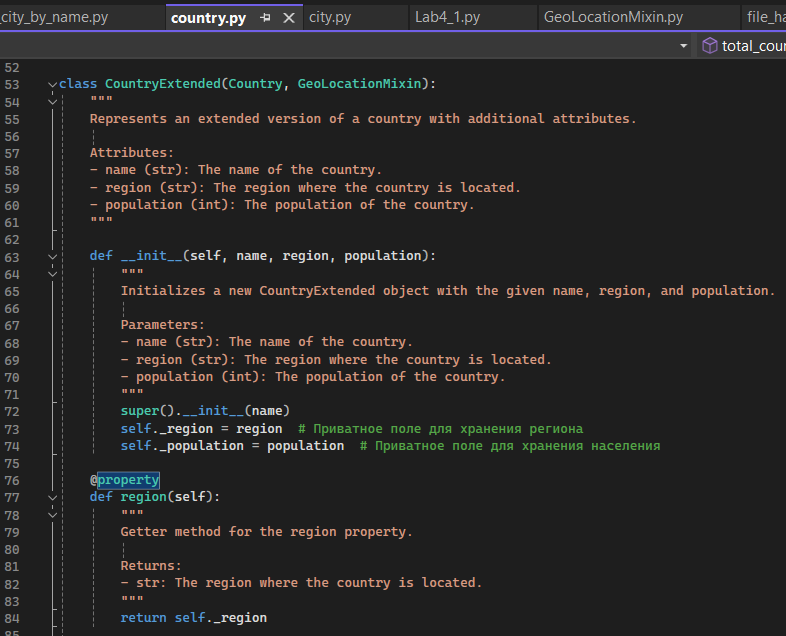 _city_by_name.py country.py city.py Lab4_1.py GeoLocationMixin.py
52
53 class CountryExtended(Country, GeoLocationMixin):
54 """
55 Represents an extended version of a country with additional attributes.
56
57 Attributes:
58 - name (str): The name of the country.
59 - region (str): The region where the country is located.
60 - population (int): The population of the country.
61 """
62
63 def __init__(self, name, region, population):
64 """
65 Initializes a new CountryExtended object with the given name, region, and population.
66
67 Parameters:
68 - name (str): The name of the country.
69 - region (str): The region where the country is located.
70 - population (int): The population of the country.
71 """
72 super().__init__(name)
73 self._region = region # Приватное поле для хранения региона
74 self._population = population # Приватное поле для хранения населения
75
76 @property
77 def region(self):
78 """
79 Getter method for the region property.
80
81 Returns:
82 - str: The region where the country is located.
83 """
84 return self._region